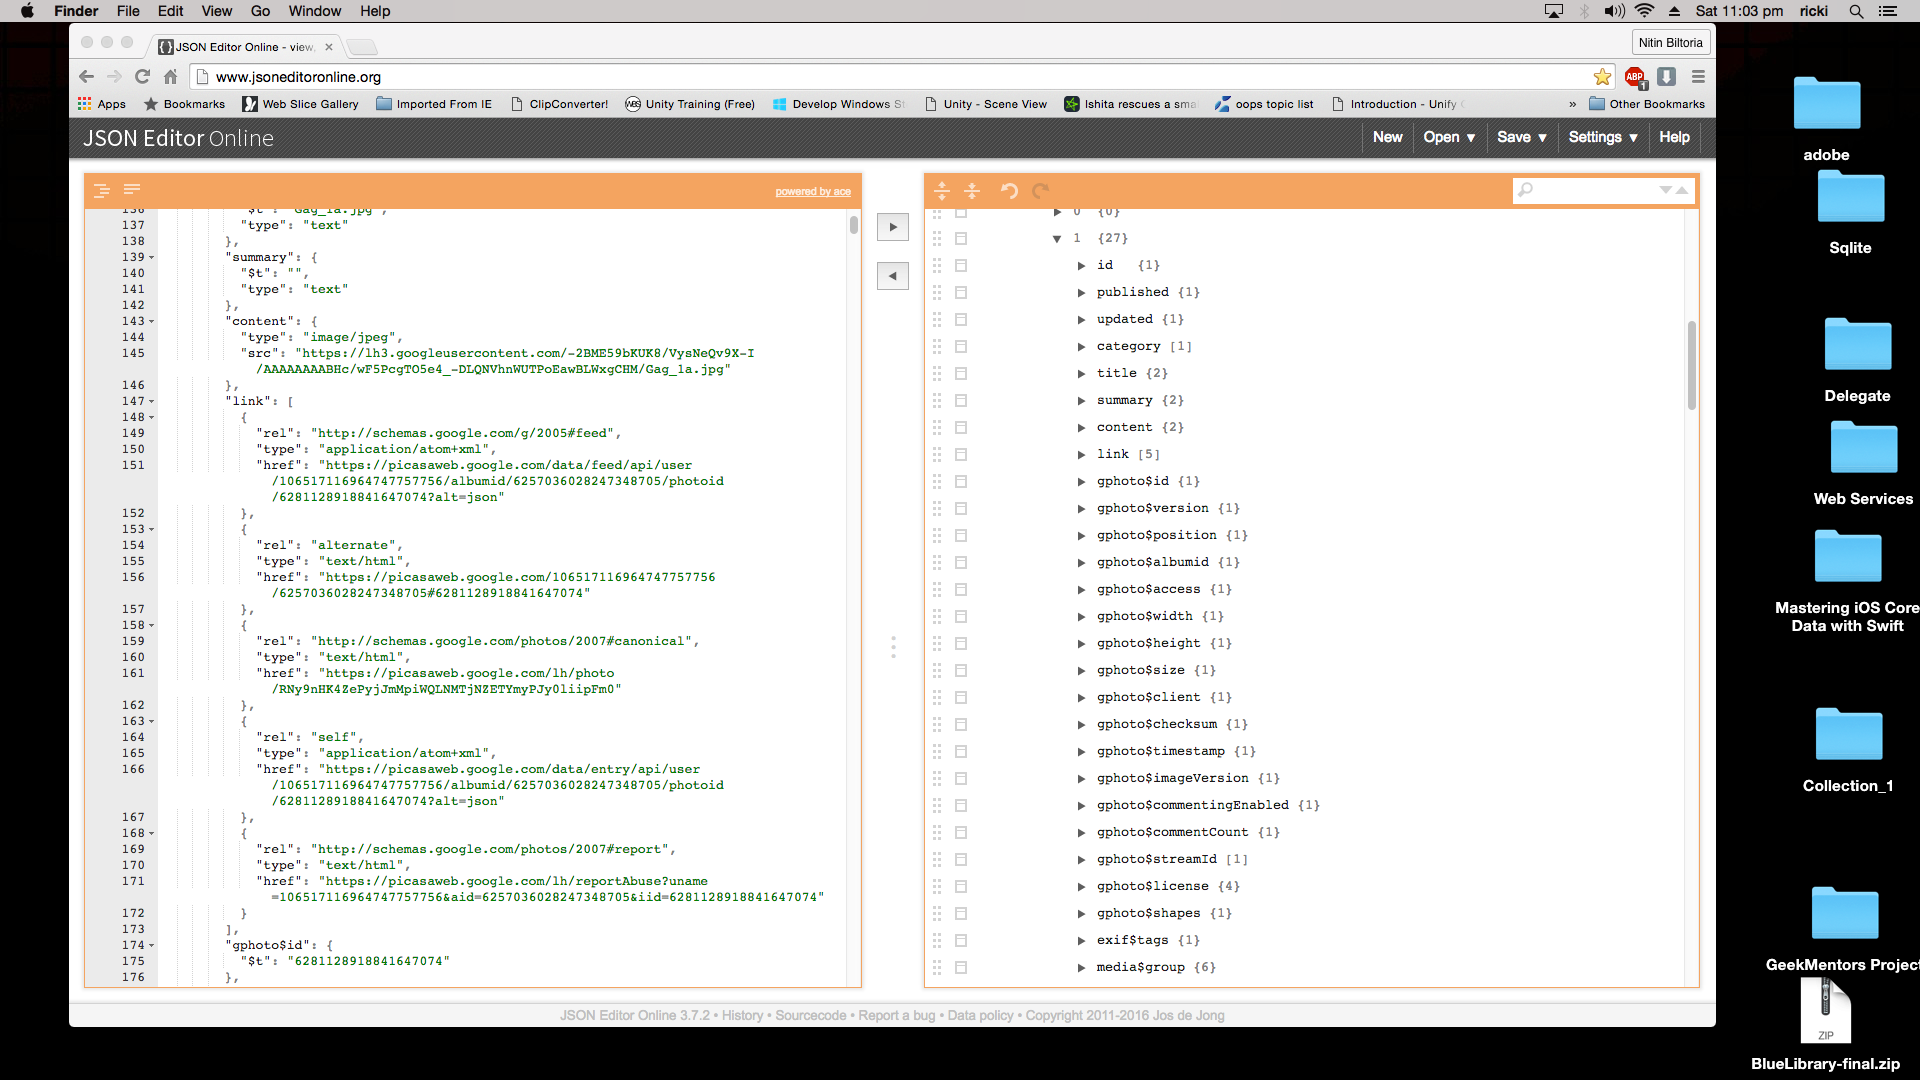 Finder File Edit View Go Window Help
Sat 11:03 pm ricki
JSON Editor Online - view,
Nitin Biltoria
www.jsoneditoronline.org
ABP
1
Apps Bookmarks Web Slice Gallery Imported From IE ClipConverter! WBS Unity Training (Free) Develop Windows Unity - Scene View Ishita rescues a sma oops topic list Introduction - Unify » Other Bookmarks
JSON Editor Online
New Open ▼ Save ▼ Settings ▼ Help
powered by ace
136 "$t": "Gag_1a.jpg",
137 "type": "text"
138 },
139 "summary": {
140 "$t": "",
141 "type": "text"
142 },
143 "content": {
144 "type": "image/jpeg",
145 "src": "https://lh3.googleusercontent.com/-2BME59bKUK8/VysNeQv9X-I
/AAAAAAAABHc/wF5PcgTO5e4_-DLQNVhnWUTPoEawBLWxgCHM/Gag_1a.jpg"
146 },
147 "link": [
148 {
149 "rel": "http://schemas.google.com/g/2005#feed",
150 "type": "application/atom+xml",
151 "href": "https://picasaweb.google.com/data/feed/api/user
/106517116964747757756/albumid/6257036028247348705/photoid
/6281128918841647074?alt=json"
152 },
153 {
154 "rel": "alternate",
155 "type": "text/html",
156 "href": "https://picasaweb.google.com/106517116964747757756
/6257036028247348705#6281128918841647074"
157 },
158 {
159 "rel": "http://schemas.google.com/photos/2007#canonical",
160 "type": "text/html",
161 "href": "https://picasaweb.google.com/lh/photo
/RNy9nHK4ZePyjJmMpiWQLNMTjNZETYmyPJy0liipFm0"
162 },
163 {
164 "rel": "self",
165 "type": "application/atom+xml",
166 "href": "https://picasaweb.google.com/data/entry/api/user
/106517116964747757756/albumid/6257036028247348705/photoid
/6281128918841647074?alt=json"
167 },
168 {
169 "rel": "http://schemas.google.com/photos/2007#report",
170 "type": "text/html",
171 "href": "https://picasaweb.google.com/lh/reportAbuse?uname
=106517116964747757756&aid=6257036028247348705&iid=6281128918841647074"
172 }
173 ],
174 "gphoto$id": {
175 "$t": "6281128918841647074"
176 },
0 {0}
1 {27}
id {1}
published {1}
updated {1}
category [1]
title {2}
summary {2}
content {2}
link [5]
gphoto$id {1}
gphoto$version {1}
gphoto$position {1}
gphoto$albumid {1}
gphoto$access {1}
gphoto$width {1}
gphoto$height {1}
gphoto$size {1}
gphoto$client {1}
gphoto$checksum {1}
gphoto$timestamp {1}
gphoto$imageVersion {1}
gphoto$commentingEnabled {1}
gphoto$commentCount {1}
gphoto$streamId [1]
gphoto$license {4}
gphoto$shapes {1}
exif$tags {1}
media$group {6}
JSON Editor Online 3.7.2 • History • Sourcecode • Report a bug • Data policy • Copyright 2011-2016 Jos de Jong
adobe
Sqlite
Delegate
Web Services
Mastering iOS Core
Data with Swift
Collection_1
GeekMentors Project
ZIP
BlueLibrary-final.zip